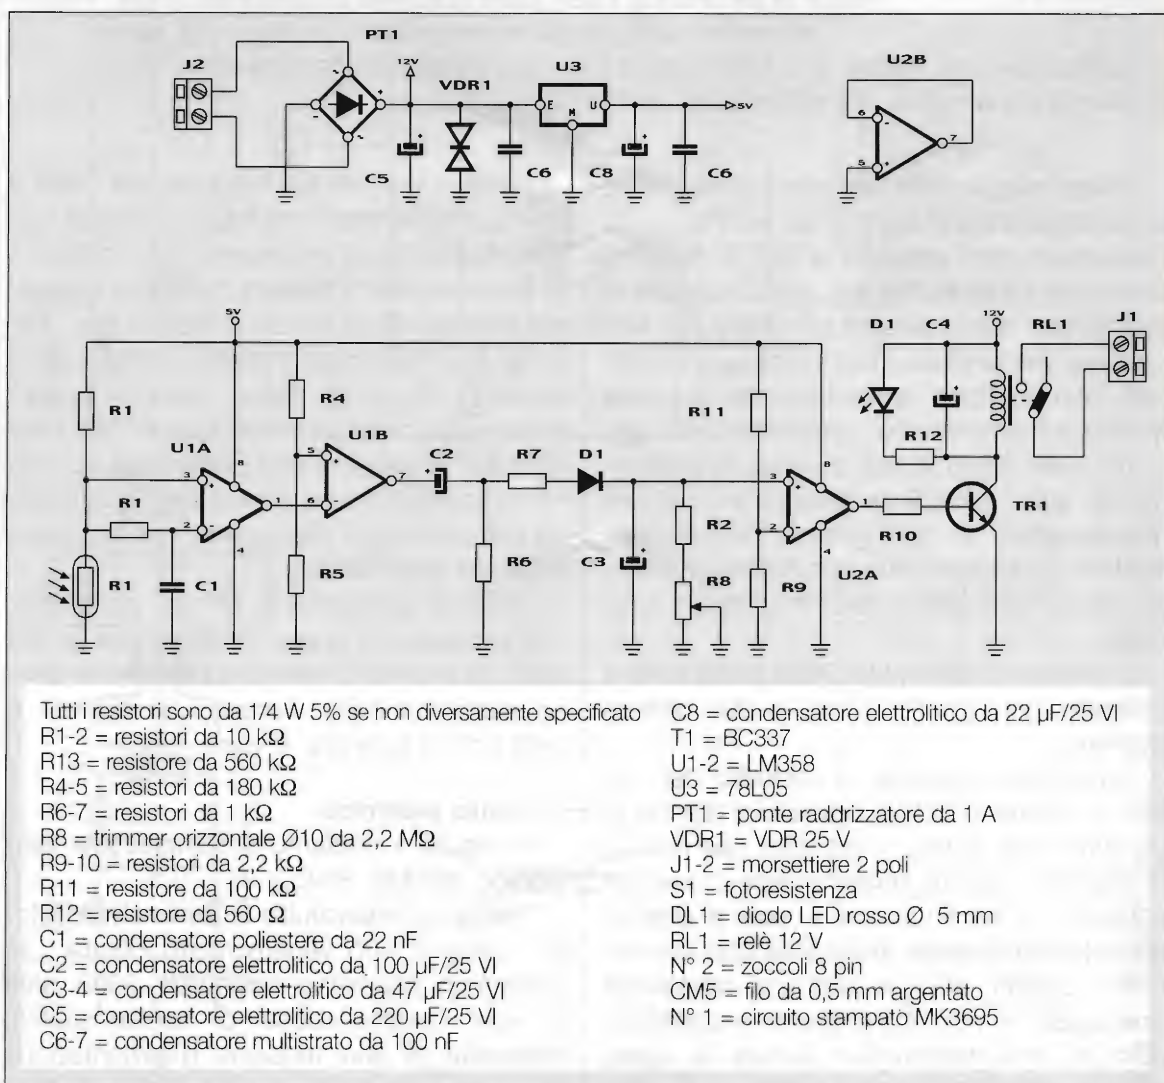 PT1
J2
12V
VDR1
U3
E
M
U
5V
C5
C6
C8
C6
U2B
6
5
7
5V
R1
R4
U1B
U1A
R1
R1
C1
3
2
8
1
4
5
6
7
R5
C2
R7
D1
R6
C3
R11
R2
R8
R9
3
2
8
1
4
U2A
R10
D1
C4
12V
RL1
J1
R12
TR1
Tutti i resistori sono da 1/4 W 5% se non diversamente specificato
R1-2 = resistori da 10 kΩ
R13 = resistore da 560 kΩ
R4-5 = resistori da 180 kΩ
R6-7 = resistori da 1 kΩ
R8 = trimmer orizzontale Ø10 da 2,2 MΩ
R9-10 = resistori da 2,2 kΩ
R11 = resistore da 100 kΩ
R12 = resistore da 560 Ω
C1 = condensatore poliestere da 22 nF
C2 = condensatore elettrolitico da 100 µF/25 Vl
C3-4 = condensatore elettrolitico da 47 µF/25 Vl
C5 = condensatore elettrolitico da 220 µF/25 Vl
C6-7 = condensatore multistrato da 100 nF
C8 = condensatore elettrolitico da 22 µF/25 Vl
T1 = BC337
U1-2 = LM358
U3 = 78L05
PT1 = ponte raddrizzatore da 1 A
VDR1 = VDR 25 V
J1-2 = morsettiere 2 poli
S1 = fotoresistenza
DL1 = diodo LED rosso Ø 5 mm
RL1 = relè 12 V
N° 2 = zoccoli 8 pin
CM5 = filo da 0,5 mm argentato
N° 1 = circuito stampato MK3695